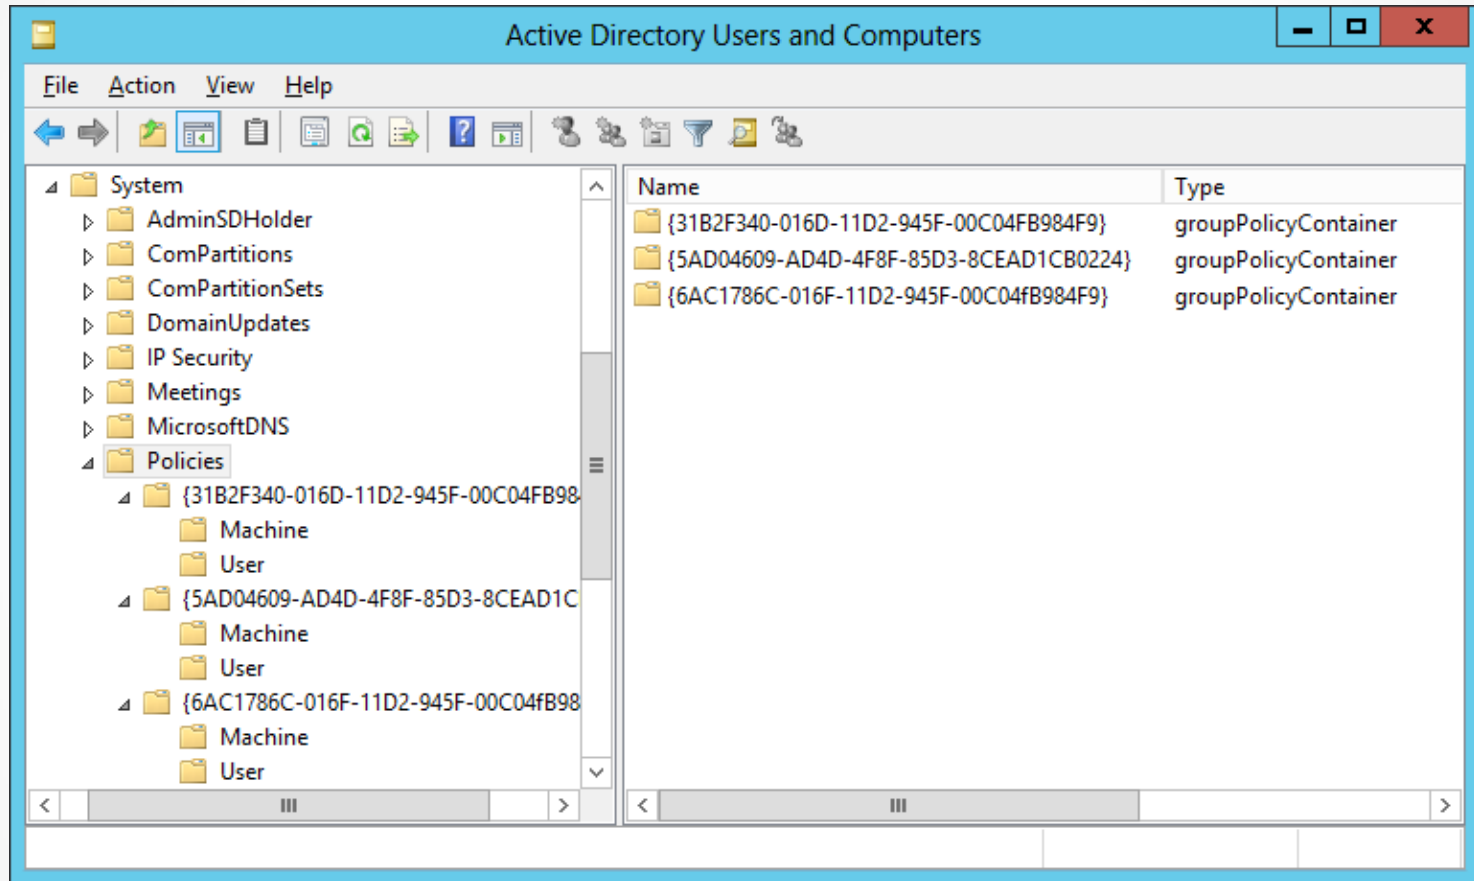 Active Directory Users and Computers
File Action View Help
System
AdminSDHolder
ComPartitions
ComPartitionSets
DomainUpdates
IP Security
Meetings
MicrosoftDNS
Policies
{31B2F340-016D-11D2-945F-00C04FB98
Machine
User
{5AD04609-AD4D-4F8F-85D3-8CEAD1C
Machine
User
{6AC1786C-016F-11D2-945F-00C04fB98
Machine
User
Name Type
{31B2F340-016D-11D2-945F-00C04FB984F9} groupPolicyContainer
{5AD04609-AD4D-4F8F-85D3-8CEAD1CB0224} groupPolicyContainer
{6AC1786C-016F-11D2-945F-00C04fB984F9} groupPolicyContainer